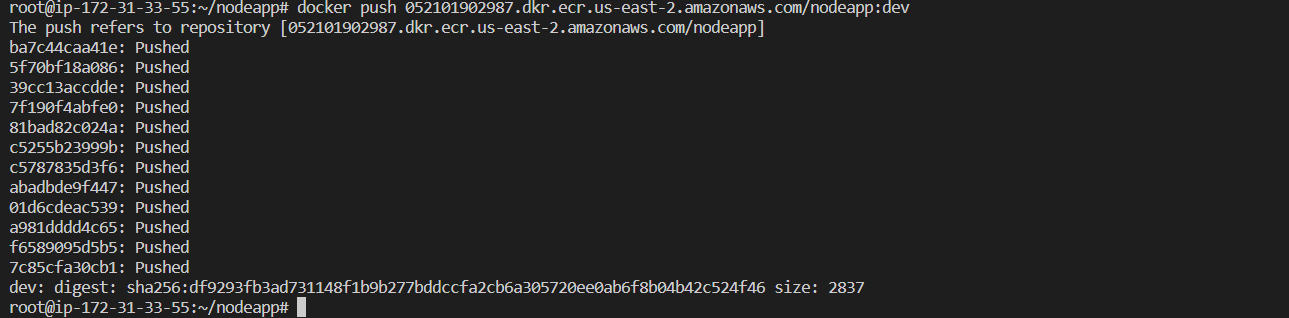 root@ip-172-31-33-55:~/nodeapp# docker push 052101902987.dkr.ecr.us-east-2.amazonaws.com/nodeapp:dev
The push refers to repository [052101902987.dkr.ecr.us-east-2.amazonaws.com/nodeapp]
ba7c44caa41e: Pushed
5f70bf18a086: Pushed
39cc13accdde: Pushed
7f190f4abfe0: Pushed
81bad82c024a: Pushed
c5255b23999b: Pushed
c5787835d3f6: Pushed
abadbde9f447: Pushed
01d6cdeac539: Pushed
a981dddd4c65: Pushed
f6589095d5b5: Pushed
7c85cfa30cb1: Pushed
dev: digest: sha256:df9293fb3ad731148f1b9b277bddccfa2cb6a305720ee0ab6f8b04b42c524f46 size: 2837
root@ip-172-31-33-55:~/nodeapp#